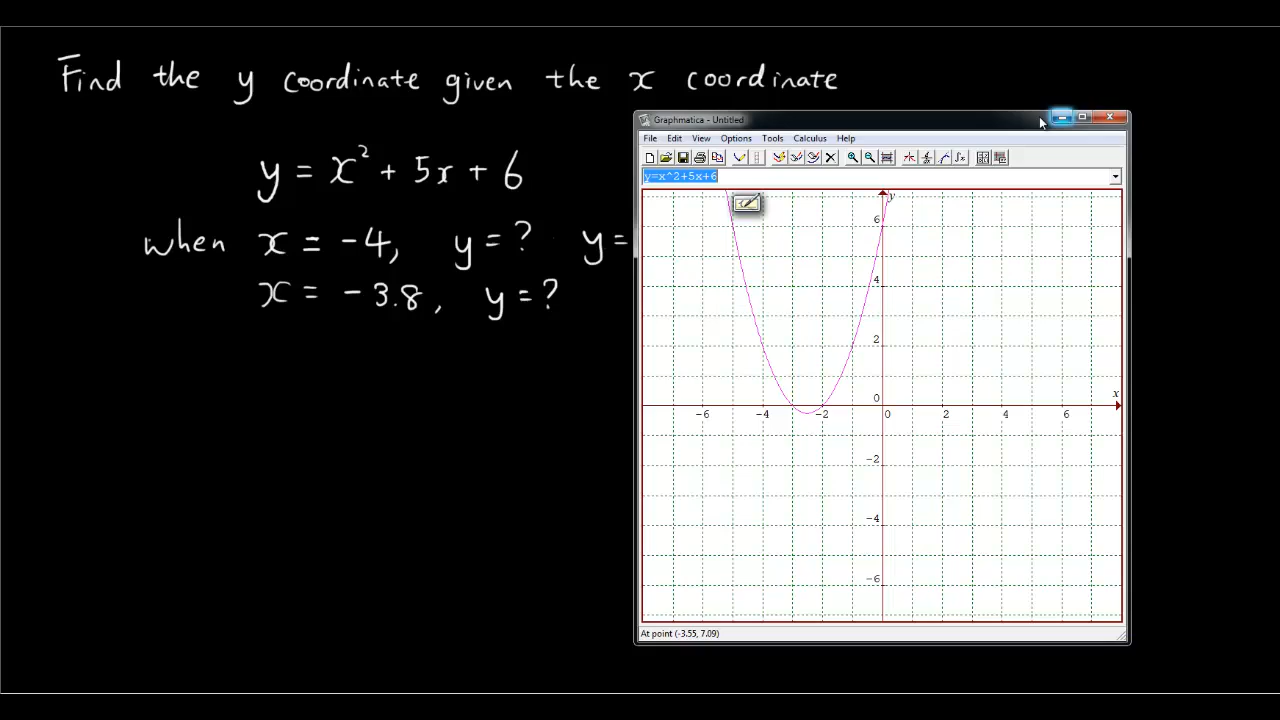 Find the y coordinate given the x coordinate
y = x² + 5x + 6
when x = -4, y = ? y =
x = -3.8, y = ?
Graphmatica - Untitled
File Edit View Options Tools Calculus Help
y=x^2+5x+6
y
6
4
2
0
x
-6 -4 -2 0 2 4 6
-2
-4
-6
At point (-3.55, 7.09)